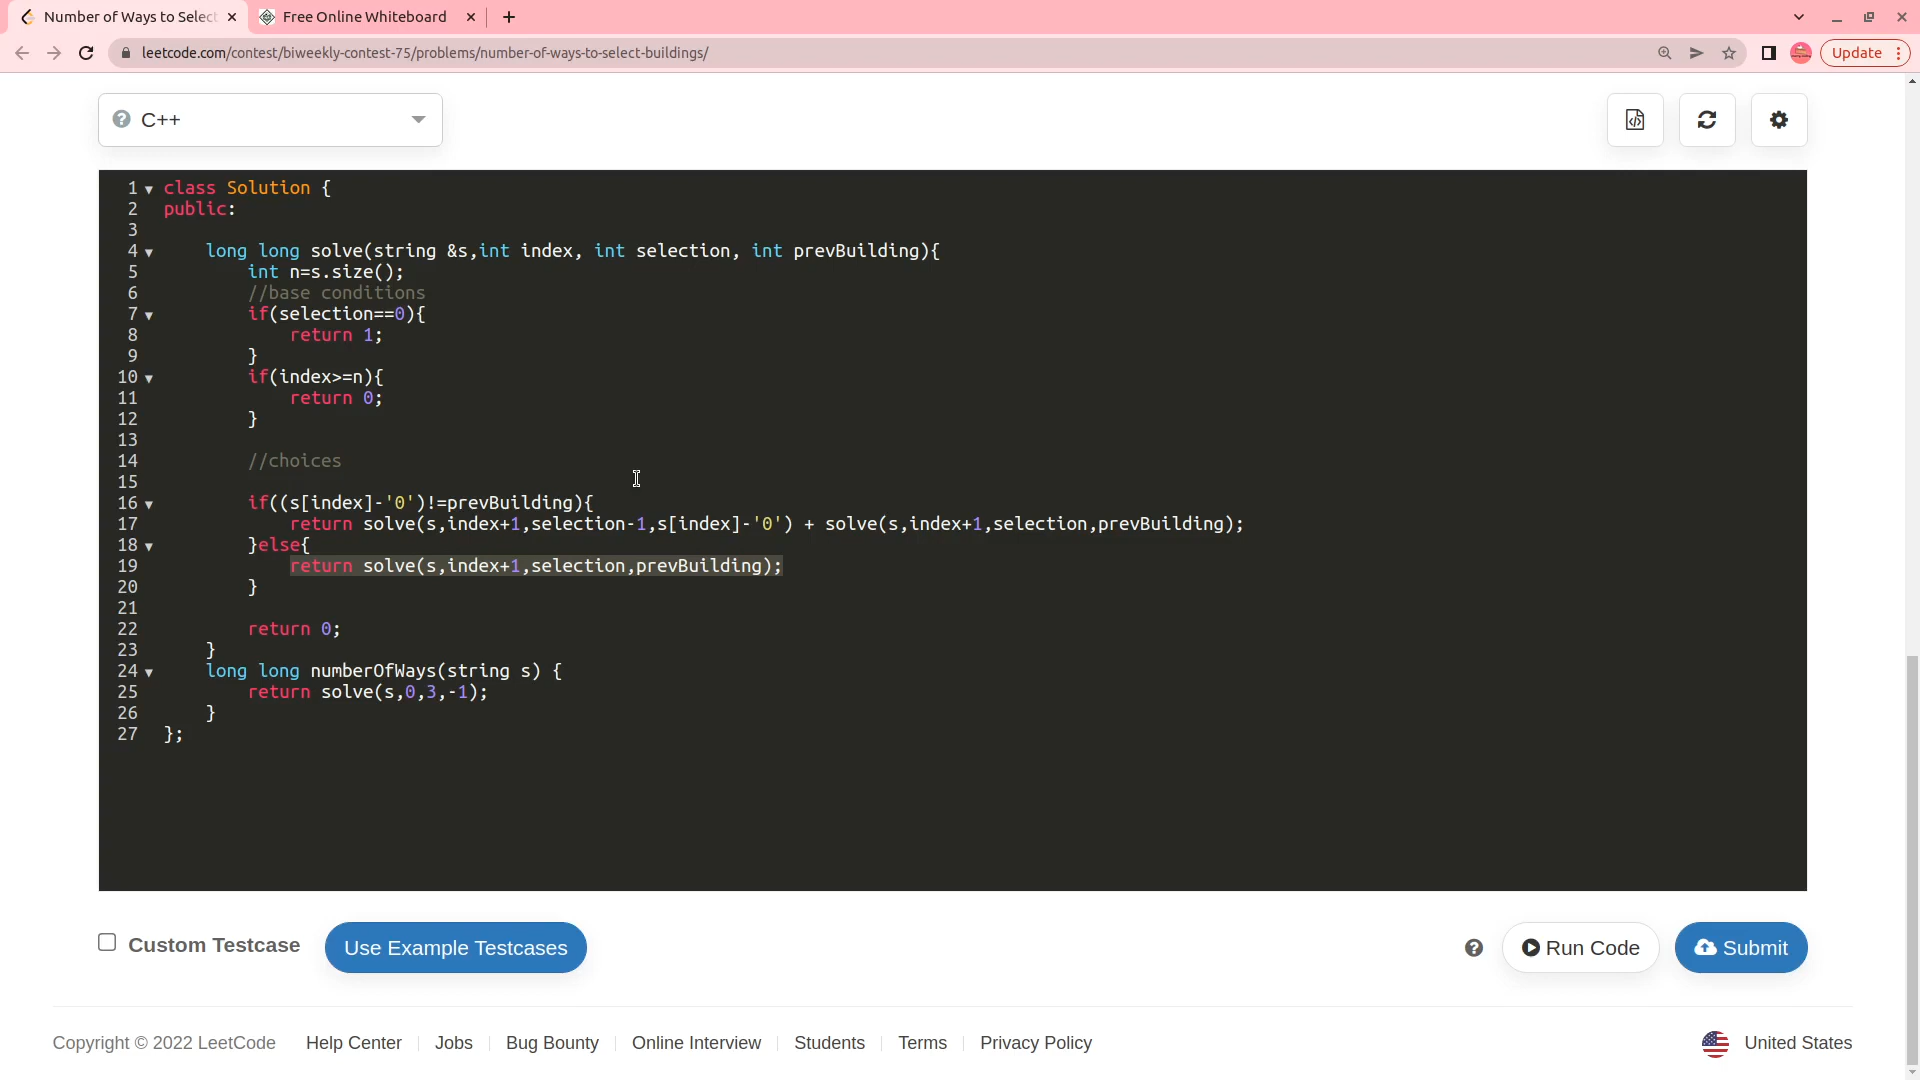 Number of Ways to Select
Free Online Whiteboard
leetcode.com/contest/biweekly-contest-75/problems/number-of-ways-to-select-buildings/
Update
C++
1 class Solution {
2 public:
3
4 long long solve(string &s,int index, int selection, int prevBuilding){
5 int n=s.size();
6 //base conditions
7 if(selection==0){
8 return 1;
9 }
10 if(index>=n){
11 return 0;
12 }
13
14 //choices
15
16 if((s[index]-'0')!=prevBuilding){
17 return solve(s,index+1,selection-1,s[index]-'0') + solve(s,index+1,selection,prevBuilding);
18 }else{
19 return solve(s,index+1,selection,prevBuilding);
20 }
21
22 return 0;
23 }
24 long long numberOfWays(string s) {
25 return solve(s,0,3,-1);
26 }
27 };
Custom Testcase
Use Example Testcases
Run Code
Submit
Copyright © 2022 LeetCode
Help Center
Jobs
Bug Bounty
Online Interview
Students
Terms
Privacy Policy
United States